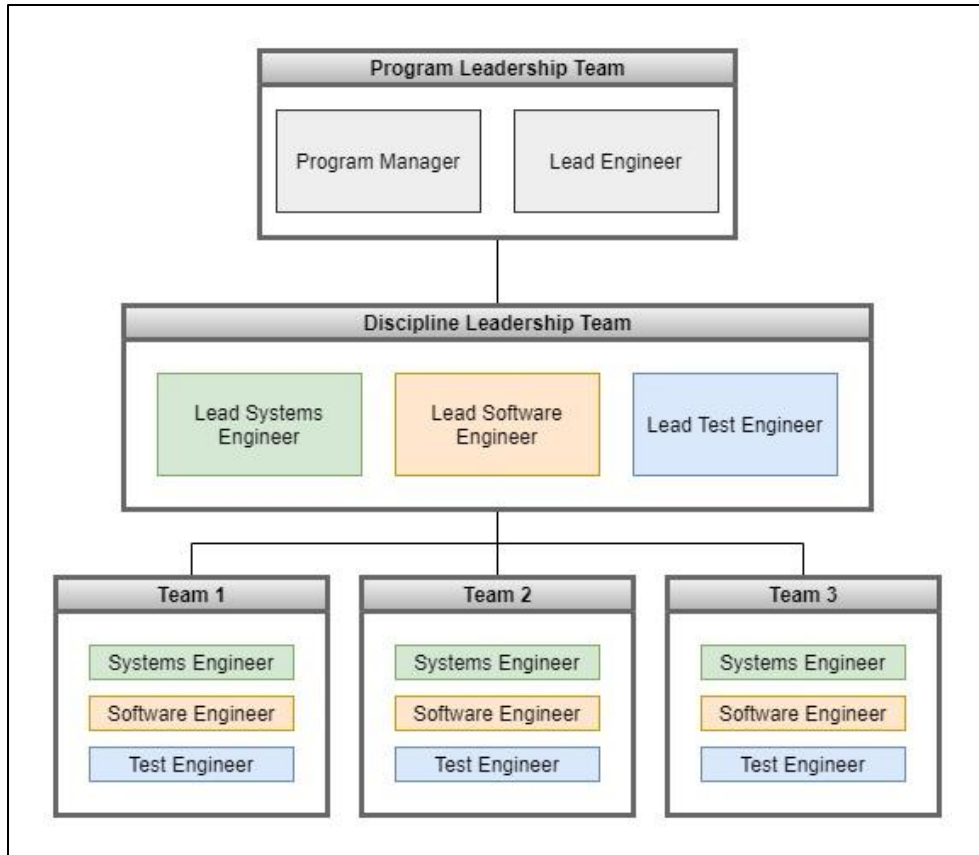 Program Leadership Team
Program Manager
Lead Engineer
Discipline Leadership Team
Lead Systems
Engineer
Lead Software
Engineer
Lead Test Engineer
Team 1
Systems Engineer
Software Engineer
Test Engineer
Team 2
Systems Engineer
Software Engineer
Test Engineer
Team 3
Systems Engineer
Software Engineer
Test Engineer